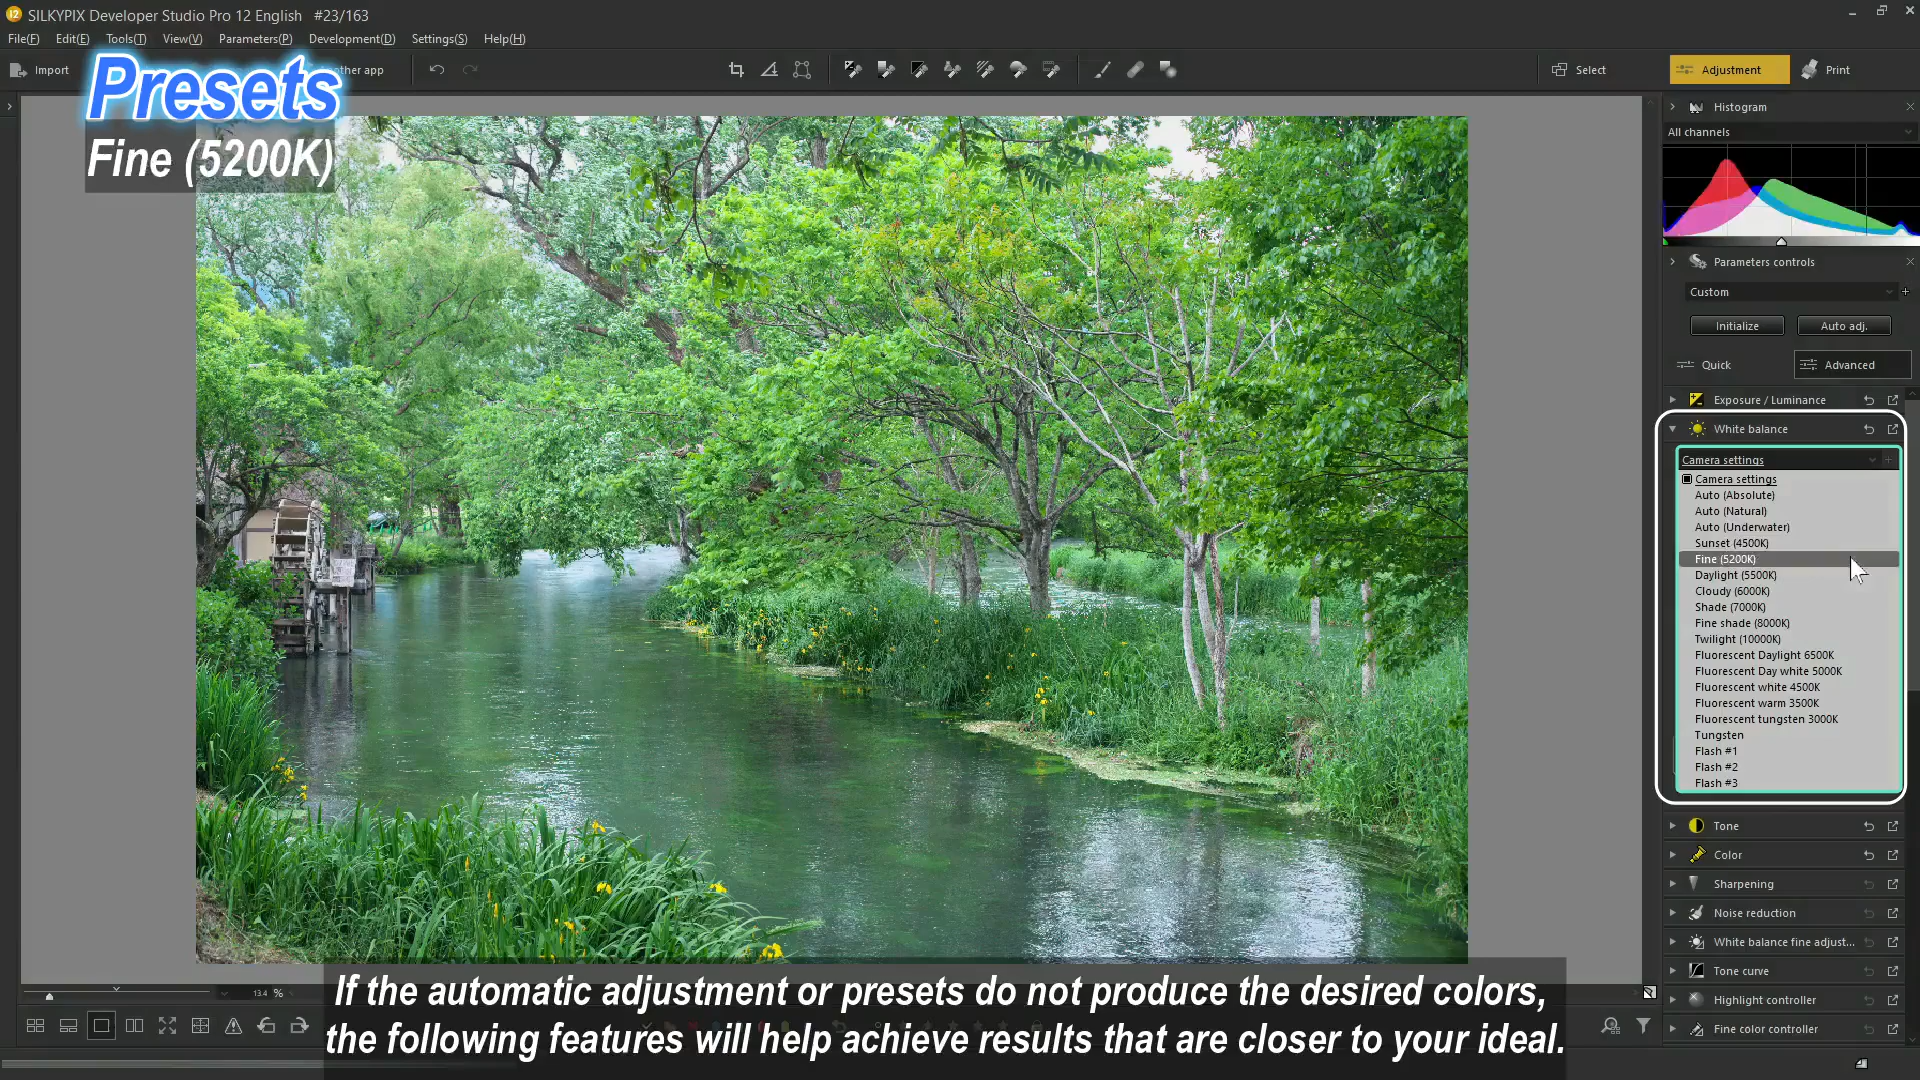 SILKYPIX Developer Studio Pro 12 English #23/163
File(F) Edit(E) Tools(T) View(V) Parameters(P) Development(D) Settings(S) Help(H)
Import
other app
Select
Adjustment
Print
Presets
Fine (5200K)
Histogram
All channels
Parameters controls
Custom
Initialize Auto adj.
Quick Advanced
Exposure / Luminance
White balance
Camera settings
Camera settings
Auto (Absolute)
Auto (Natural)
Auto (Underwater)
Sunset (4500K)
Fine (5200K)
Daylight (5500K)
Cloudy (6000K)
Shade (7000K)
Fine shade (8000K)
Twilight (10000K)
Fluorescent Daylight 6500K
Fluorescent Day white 5000K
Fluorescent white 4500K
Fluorescent warm 3500K
Fluorescent tungsten 3000K
Tungsten
Flash #1
Flash #2
Flash #3
Tone
Color
Sharpening
Noise reduction
White balance fine adjust...
Tone curve
Highlight controller
Fine color controller
13.4 %
If the automatic adjustment or presets do not produce the desired colors,
the following features will help achieve results that are closer to your ideal.